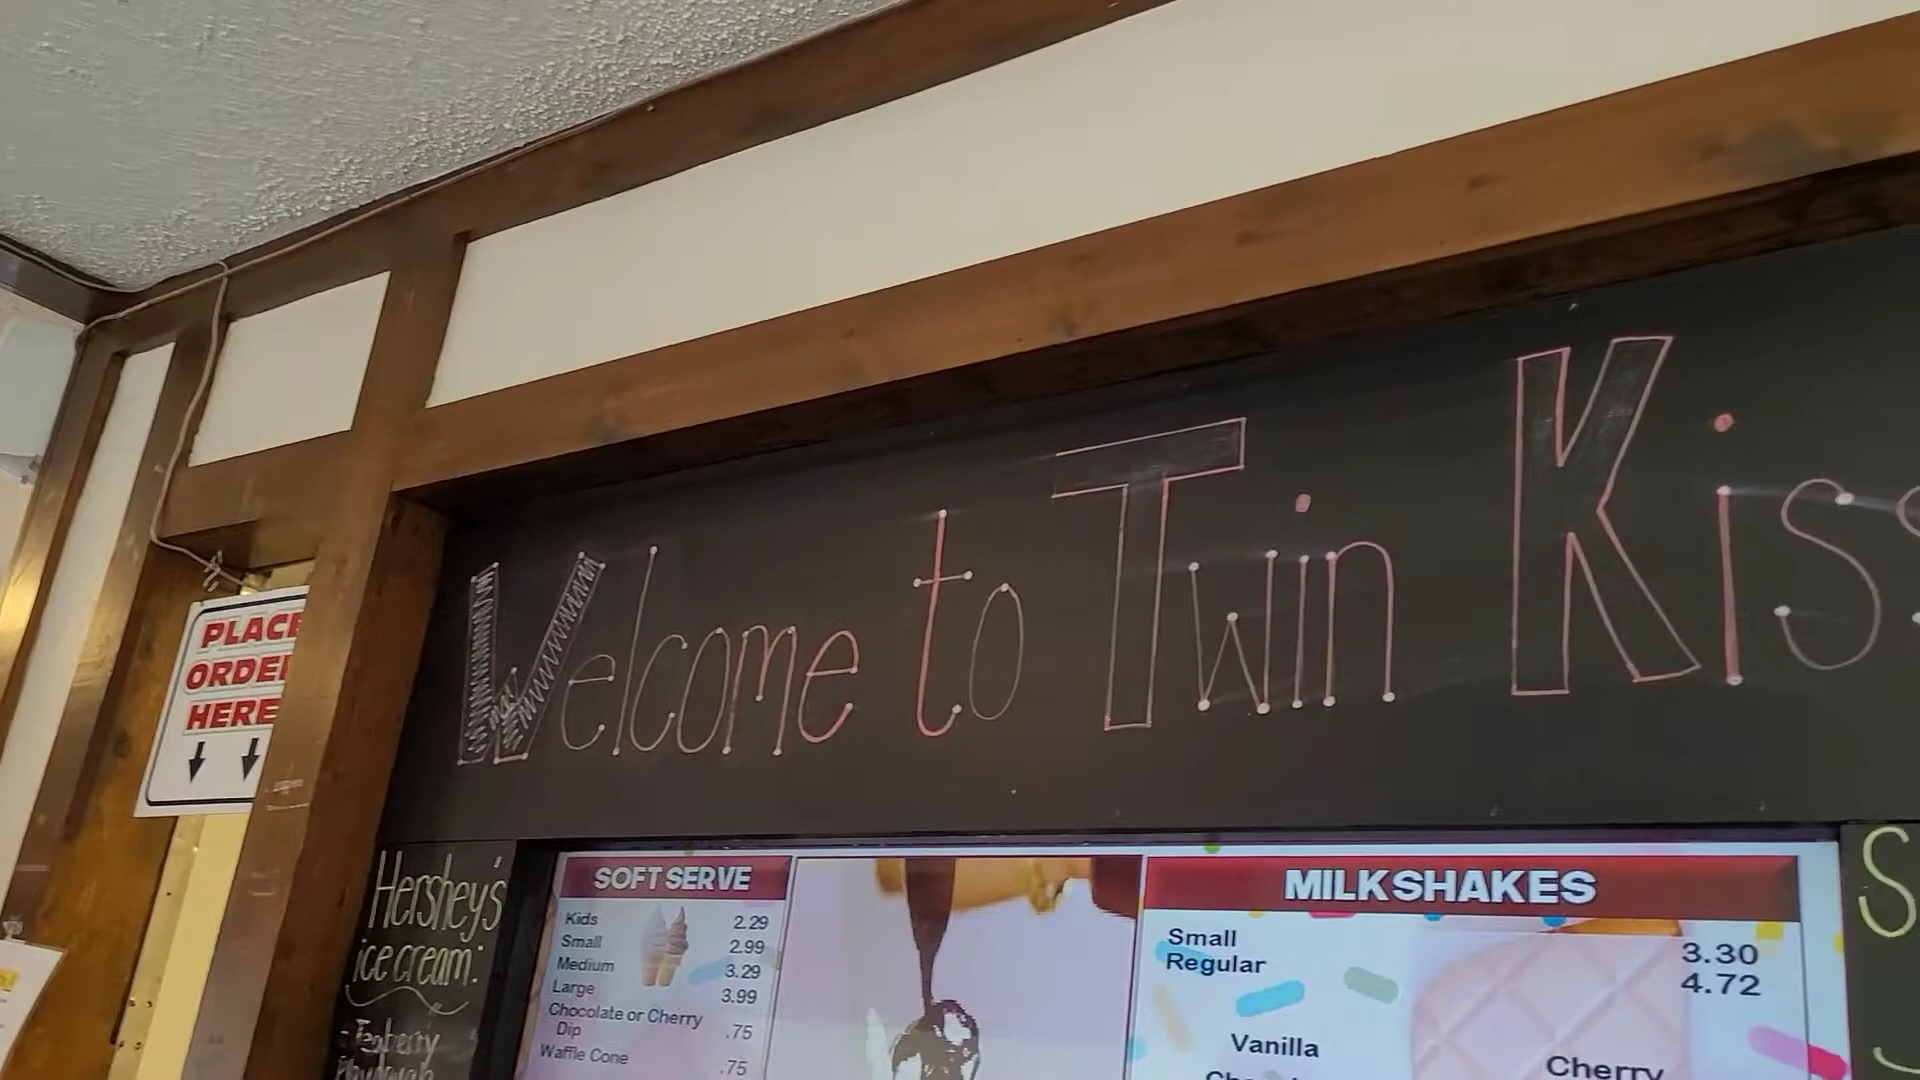 Welcome to Twin Kiss
PLACE
ORDER
HERE
Hershey's
ice cream:
SOFT SERVE
Kids 2.29
Small 2.99
Medium 3.29
Large 3.99
Chocolate or Cherry
Dip .75
Waffle Cone .75
MILKSHAKES
Small 3.30
Regular 4.72
Vanilla
Cherry
S